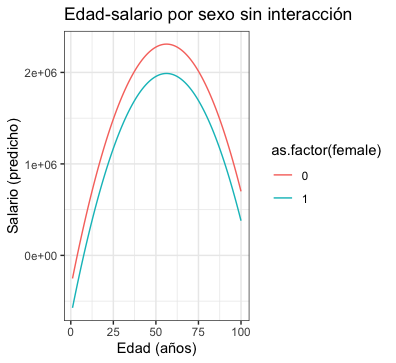 Edad-salario por sexo sin interacción
Salario (predicho)
2e+06
1e+06
0e+00
0 25 50 75 100
Edad (años)
as.factor(female)
0
1